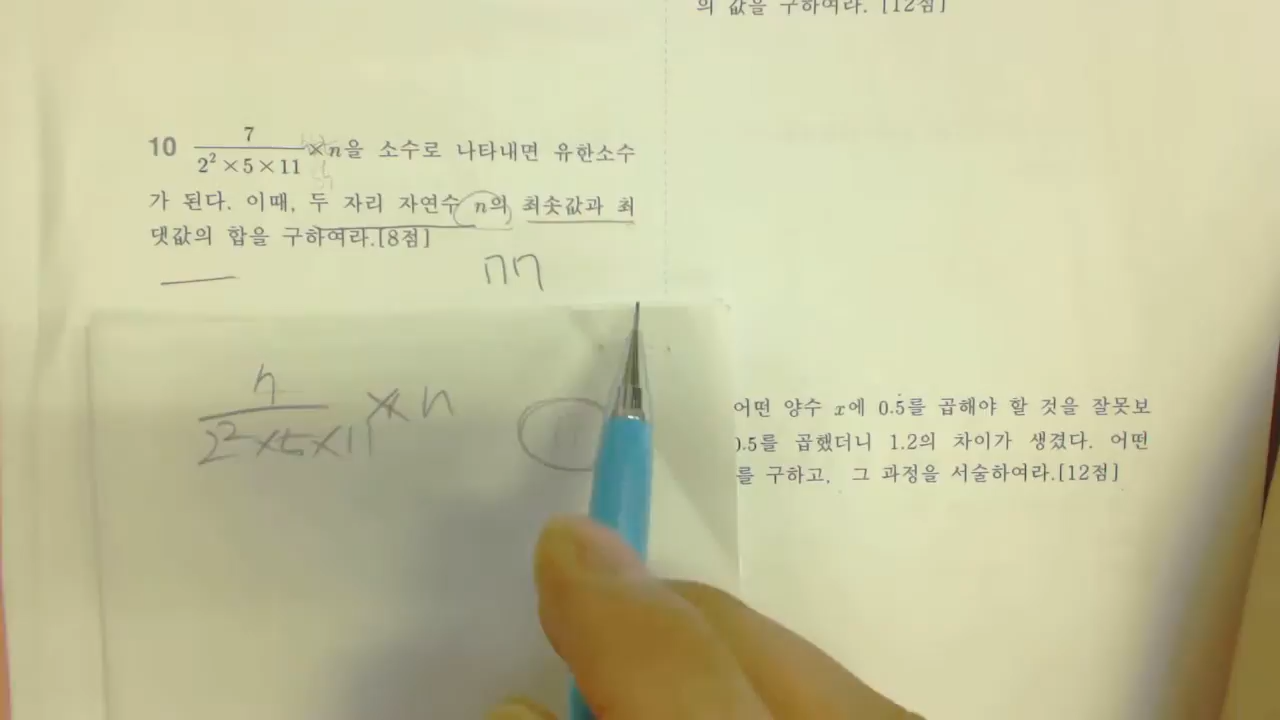 의 값을 구하여라. [12점]
10 7/(2²×5×11) × n을 소수로 나타내면 유한소수
가 된다. 이때, 두 자리 자연수 n의 최솟값과 최
댓값의 합을 구하여라.[8점]
7/(2²×5×11) × n
어떤 양수 x에 0.5̇를 곱해야 할 것을 잘못보
0.5를 곱했더니 1.2의 차이가 생겼다. 어떤
를 구하고, 그 과정을 서술하여라.[12점]